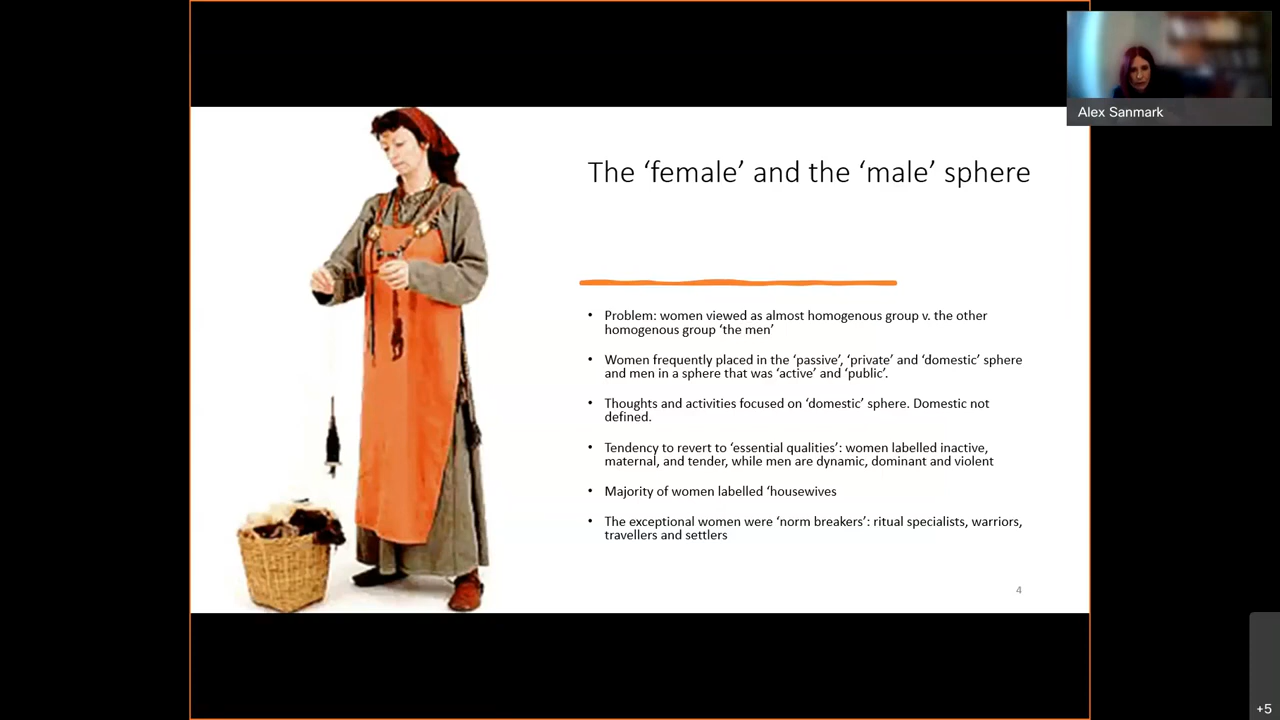 Alex Sanmark
The ‘female’ and the ‘male’ sphere
• Problem: women viewed as almost homogenous group v. the other
homogenous group ‘the men’
• Women frequently placed in the ‘passive’, ‘private’ and ‘domestic’ sphere
and men in a sphere that was ‘active’ and ‘public’.
• Thoughts and activities focused on ‘domestic’ sphere. Domestic not
defined.
• Tendency to revert to ‘essential qualities’: women labelled inactive,
maternal, and tender, while men are dynamic, dominant and violent
• Majority of women labelled ‘housewives
• The exceptional women were ‘norm breakers’: ritual specialists, warriors,
travellers and settlers
4
+5